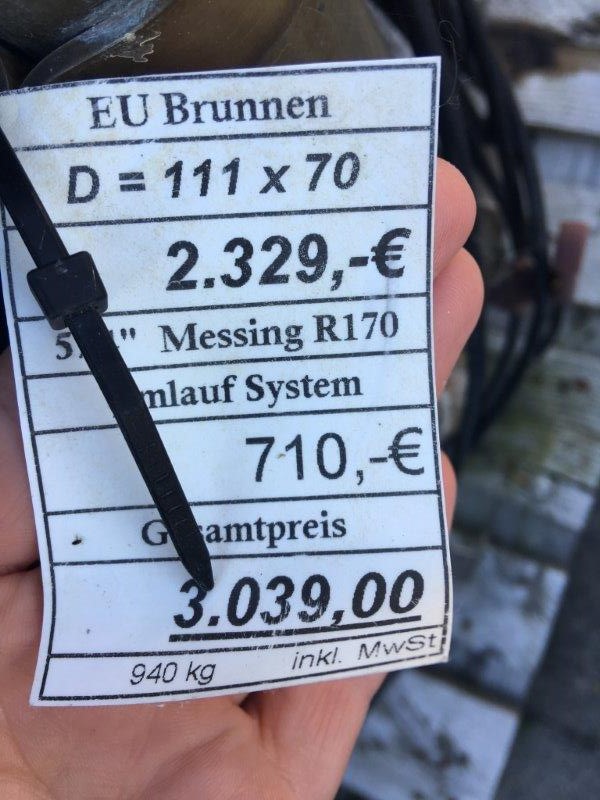 EU Brunnen
D = 111 x 70
2.329,-€
Messing R170
System
710,-€
3.039,00
940 kg inkl. MwSt